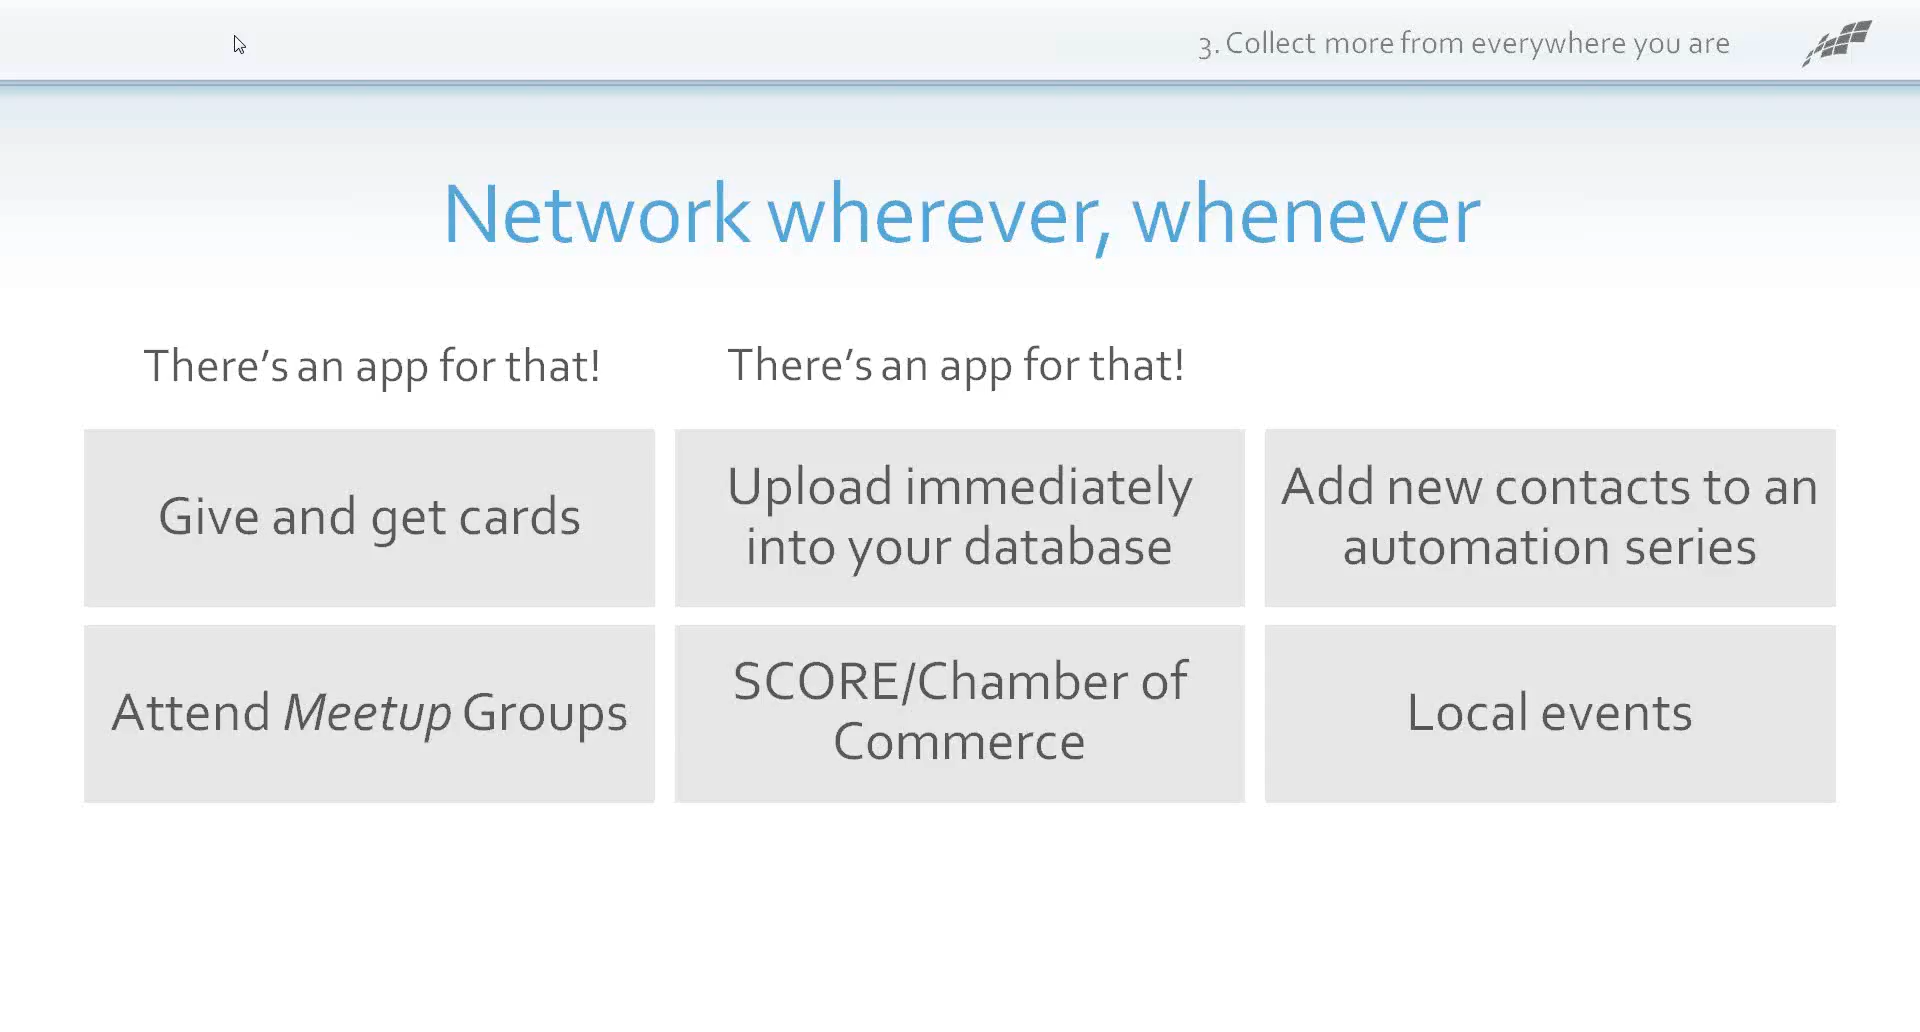 3. Collect more from everywhere you are
Network wherever, whenever
There's an app for that!
There's an app for that!
Give and get cards
Upload immediately
into your database
Add new contacts to an
automation series
Attend Meetup Groups
SCORE/Chamber of
Commerce
Local events